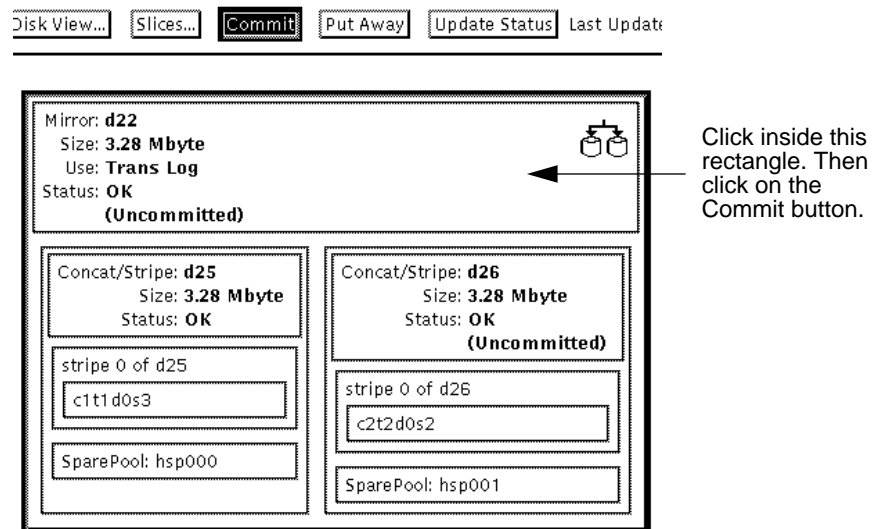 Disk View... Slices... Commit Put Away Update Status Last Update
Mirror: d22
Size: 3.28 Mbyte
Use: Trans Log
Status: OK
(Uncommitted)
Click inside this
rectangle. Then
click on the
Commit button.
Concat/Stripe: d25
Size: 3.28 Mbyte
Status: OK
stripe 0 of d25
c1t1d0s3
SparePool: hsp000
Concat/Stripe: d26
Size: 3.28 Mbyte
Status: OK
(Uncommitted)
stripe 0 of d26
c2t2d0s2
SparePool: hsp001